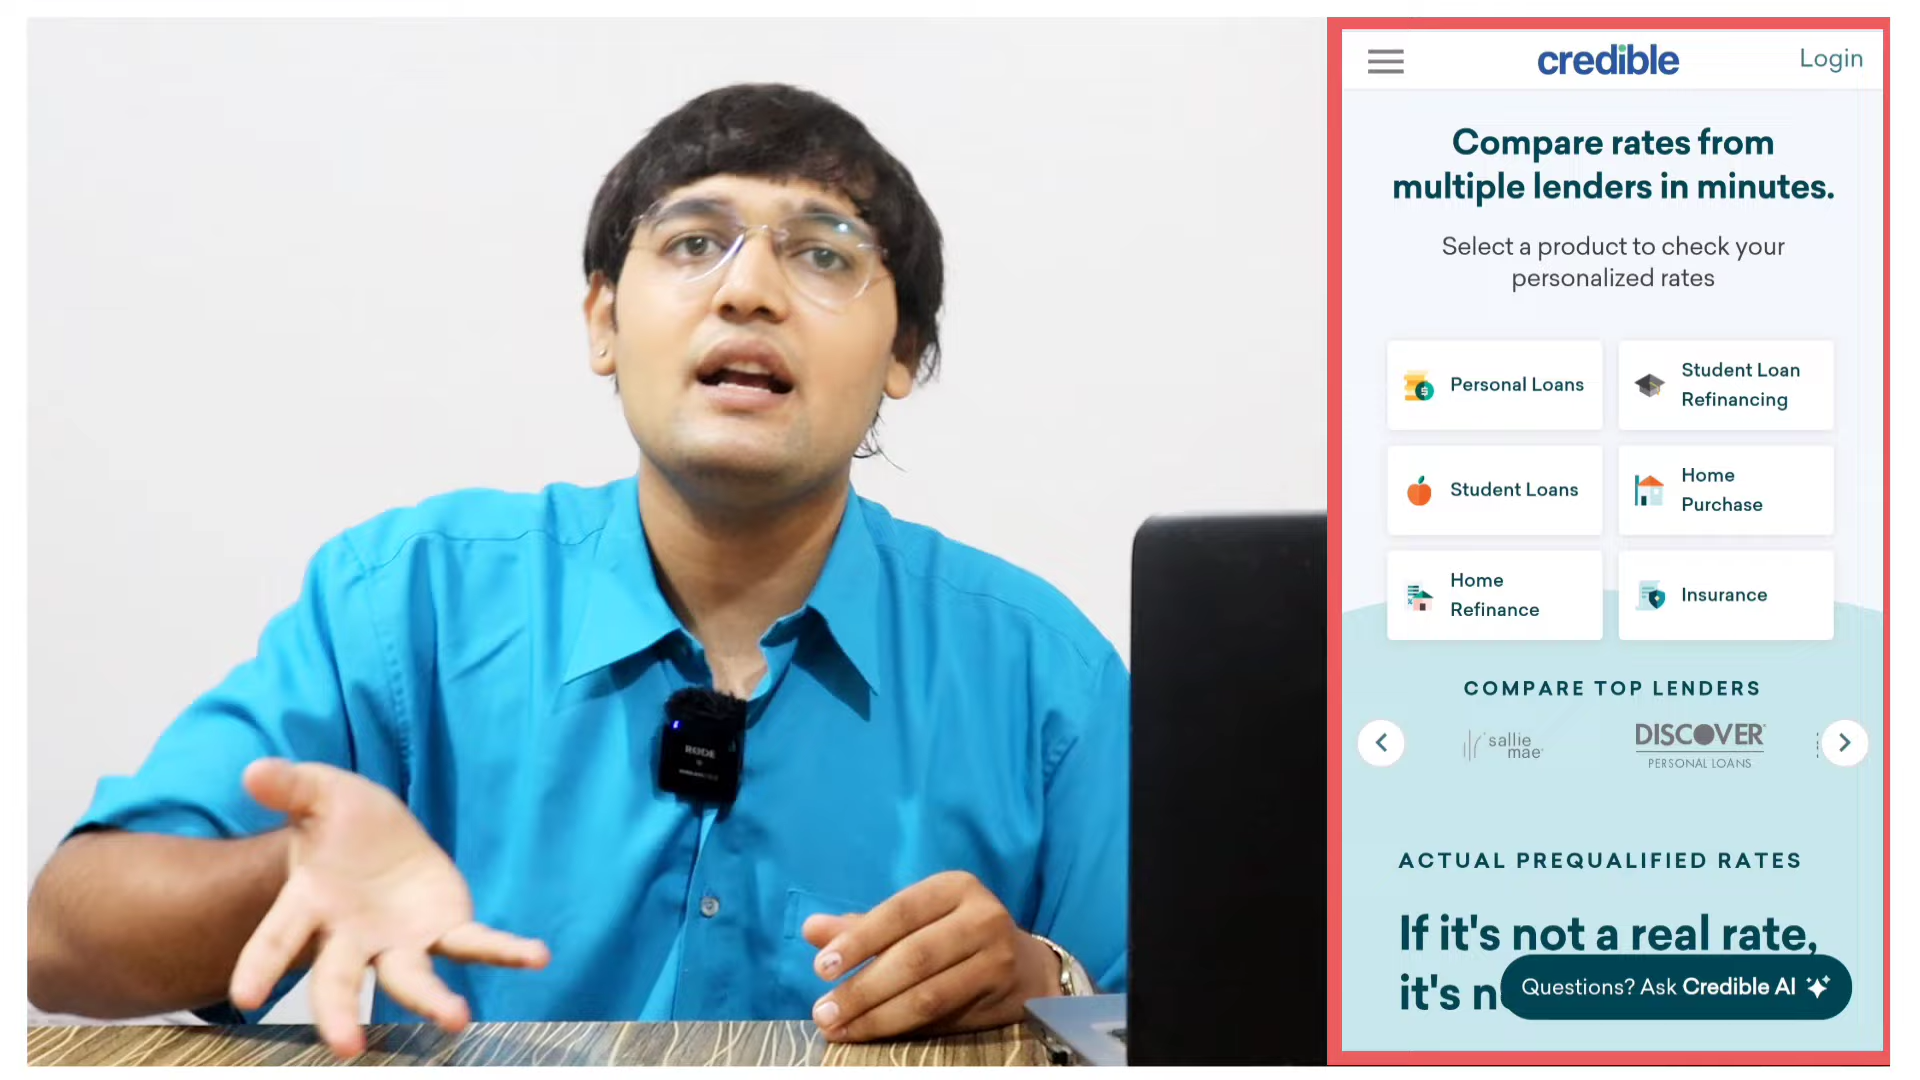 RØDE
credible
Login
Compare rates from
multiple lenders in minutes.
Select a product to check your
personalized rates
Personal Loans
Student Loan
Refinancing
Student Loans
Home
Purchase
Home
Refinance
Insurance
COMPARE TOP LENDERS
sallie
mae
DISCOVER
PERSONAL LOANS
ACTUAL PREQUALIFIED RATES
If it's not a real rate,
it's n
Questions? Ask Credible AI